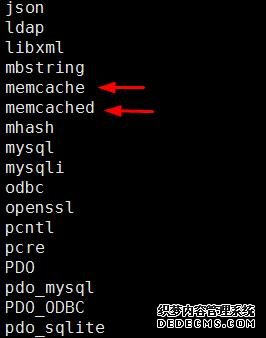 json
ldap
libxml
mbstring
memcache
memcached
mhash
mysql
mysqli
odbc
openssl
pcntl
pcre
PDO
pdo_mysql
PDO_ODBC
pdo_sqlite
织梦内容管理系统
DEDECMS.COM